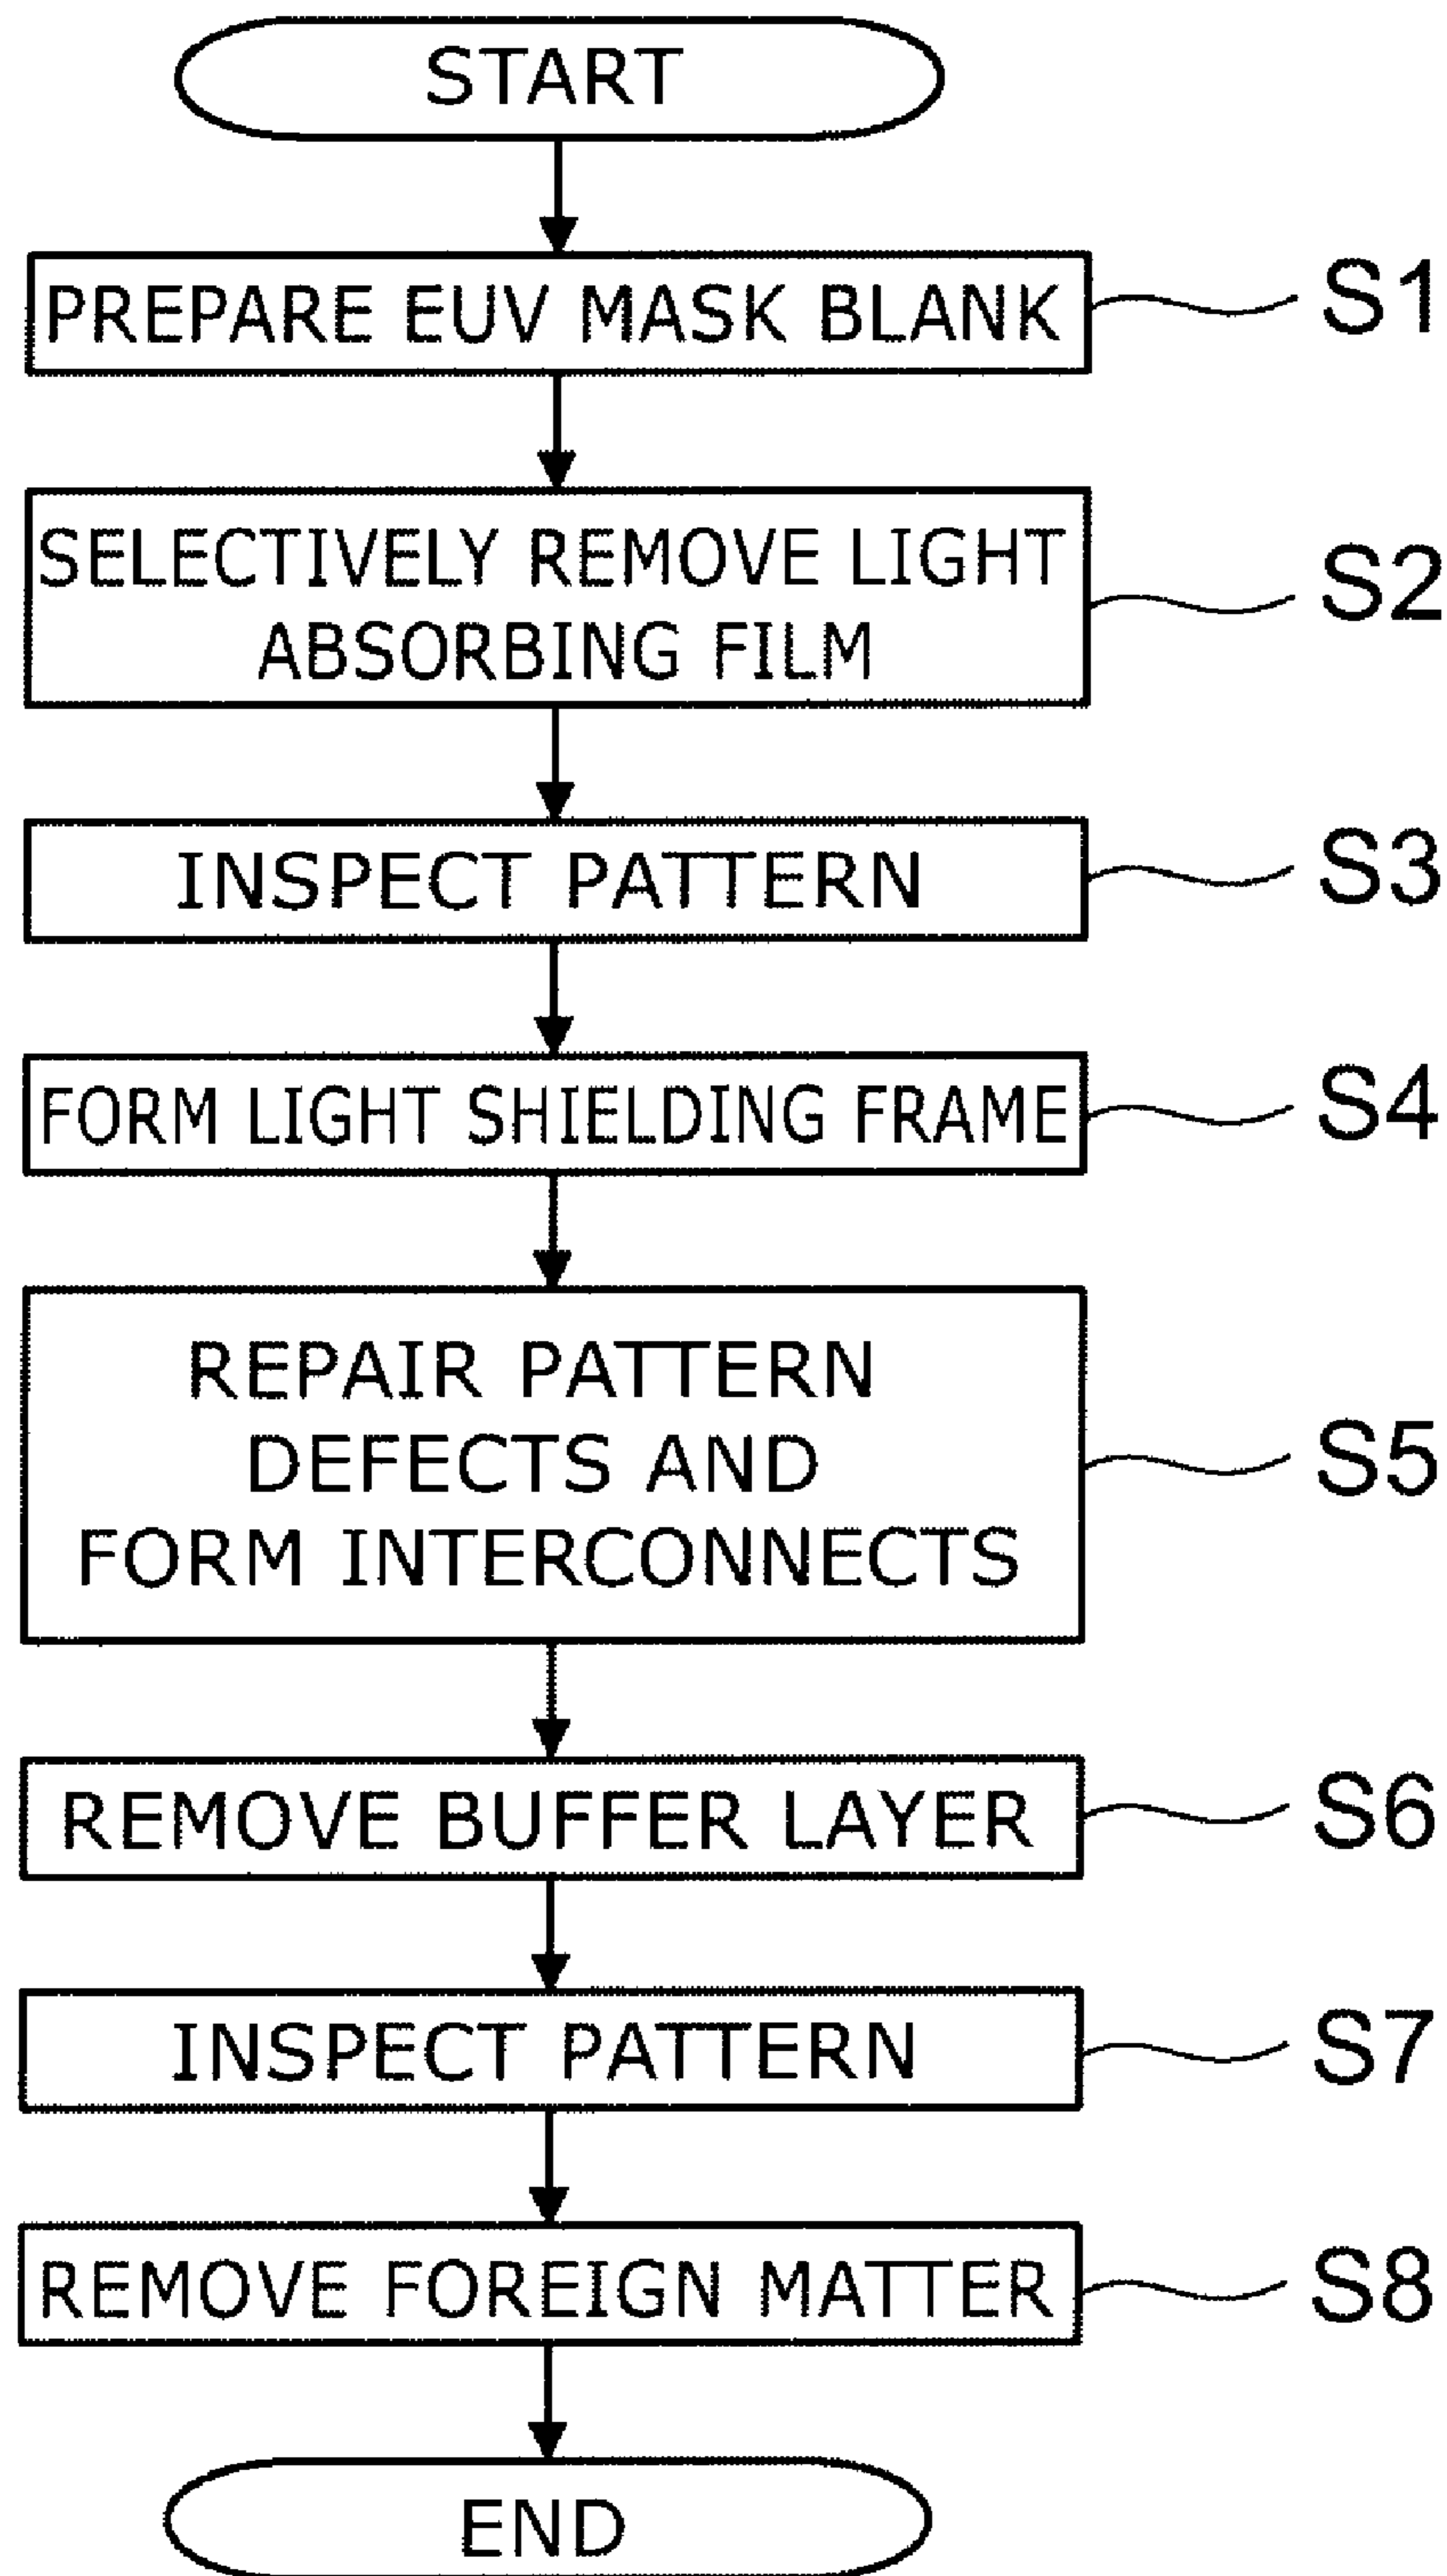 START
PREPARE EUV MASK BLANK
S1
SELECTIVELY REMOVE LIGHT
ABSORBING FILM
S2
INSPECT PATTERN
S3
FORM LIGHT SHIELDING FRAME
S4
REPAIR PATTERN
DEFECTS AND
FORM INTERCONNECTS
S5
REMOVE BUFFER LAYER
S6
INSPECT PATTERN
S7
REMOVE FOREIGN MATTER
S8
END